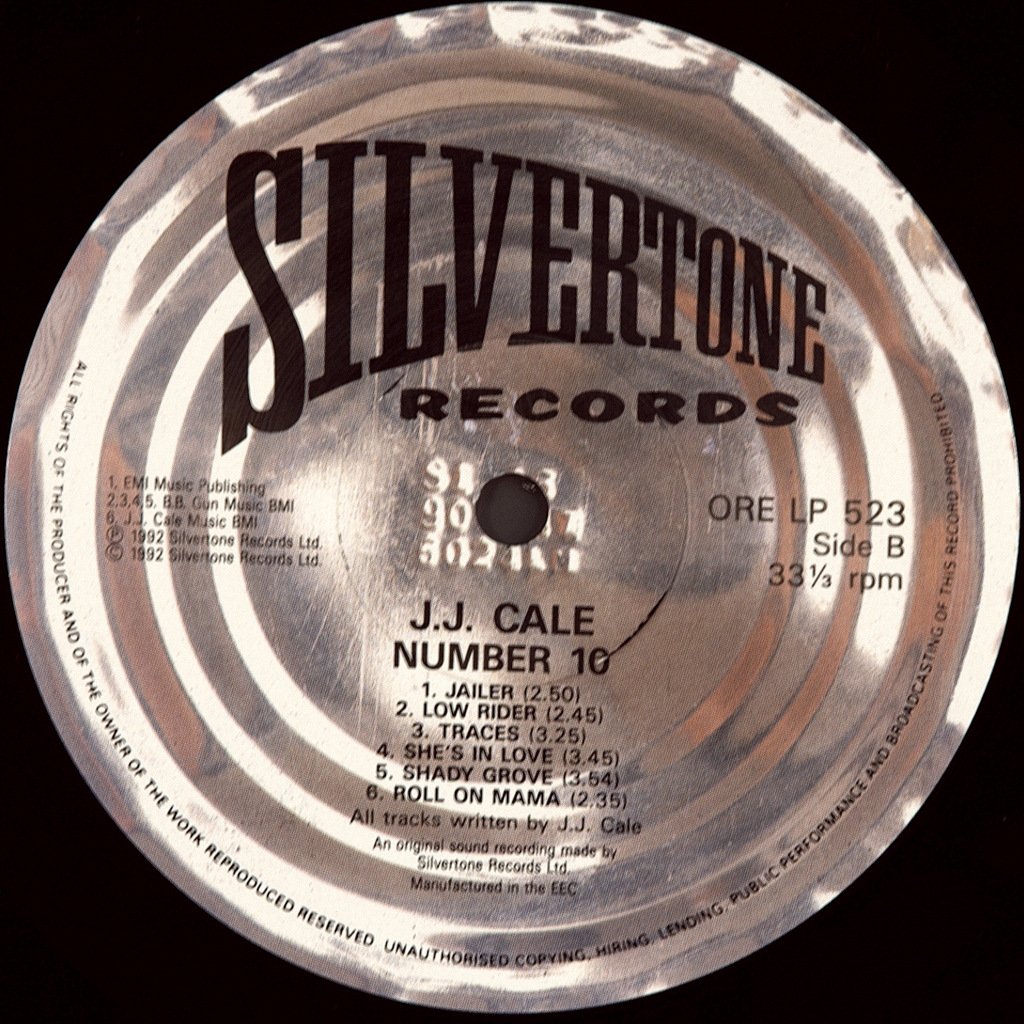 SILVERTONE
RECORDS
1. EMI Music Publishing
2,3,4,5, B.B. Gun Music BMI
6. J.J. Cale Music BMI
Ⓟ 1992 Silvertone Records Ltd.
© 1992 Silvertone Records Ltd.
ORE LP 523
Side B
33⅓ rpm
J.J. CALE
NUMBER 10
1. JAILER (2.50)
2. LOW RIDER (2.45)
3. TRACES (3.25)
4. SHE'S IN LOVE (3.45)
5. SHADY GROVE (3.54)
6. ROLL ON MAMA (2.35)
All tracks written by J.J. Cale
An original sound recording made by
Silvertone Records Ltd.
Manufactured in the EEC
ALL RIGHTS OF THE PRODUCER AND OF THE OWNER OF THE WORK REPRODUCED RESERVED. UNAUTHORISED COPYING, HIRING, LENDING, PUBLIC PERFORMANCE AND BROADCASTING OF THIS RECORD PROHIBITED